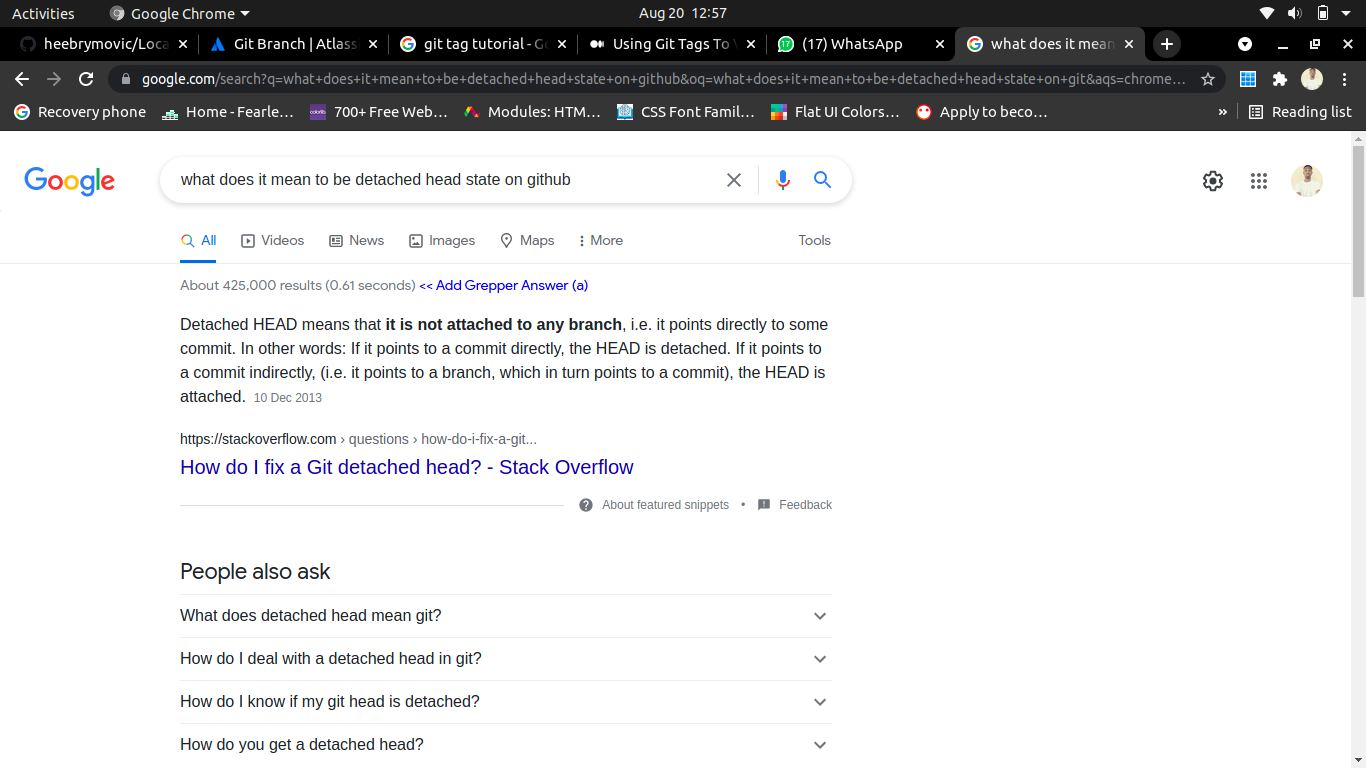 Activities Google Chrome Aug 20 12:57
heebrymovic/Loca Git Branch | Atlass git tag tutorial - Go Using Git Tags To V (17) WhatsApp what does it mean
google.com/search?q=what+does+it+mean+to+be+detached+head+state+on+github&oq=what+does+it+mean+to+be+detached+head+state+on+git&aqs=chrome...
Recovery phone Home - Fearle... 700+ Free Web... Modules: HTM... CSS Font Famil... Flat UI Colors... Apply to beco... » Reading list
Google what does it mean to be detached head state on github
All Videos News Images Maps More Tools
About 425,000 results (0.61 seconds) << Add Grepper Answer (a)
Detached HEAD means that it is not attached to any branch, i.e. it points directly to some
commit. In other words: If it points to a commit directly, the HEAD is detached. If it points to
a commit indirectly, (i.e. it points to a branch, which in turn points to a commit), the HEAD is
attached. 10 Dec 2013
https://stackoverflow.com › questions › how-do-i-fix-a-git...
How do I fix a Git detached head? - Stack Overflow
About featured snippets • Feedback
People also ask
What does detached head mean git?
How do I deal with a detached head in git?
How do I know if my git head is detached?
How do you get a detached head?